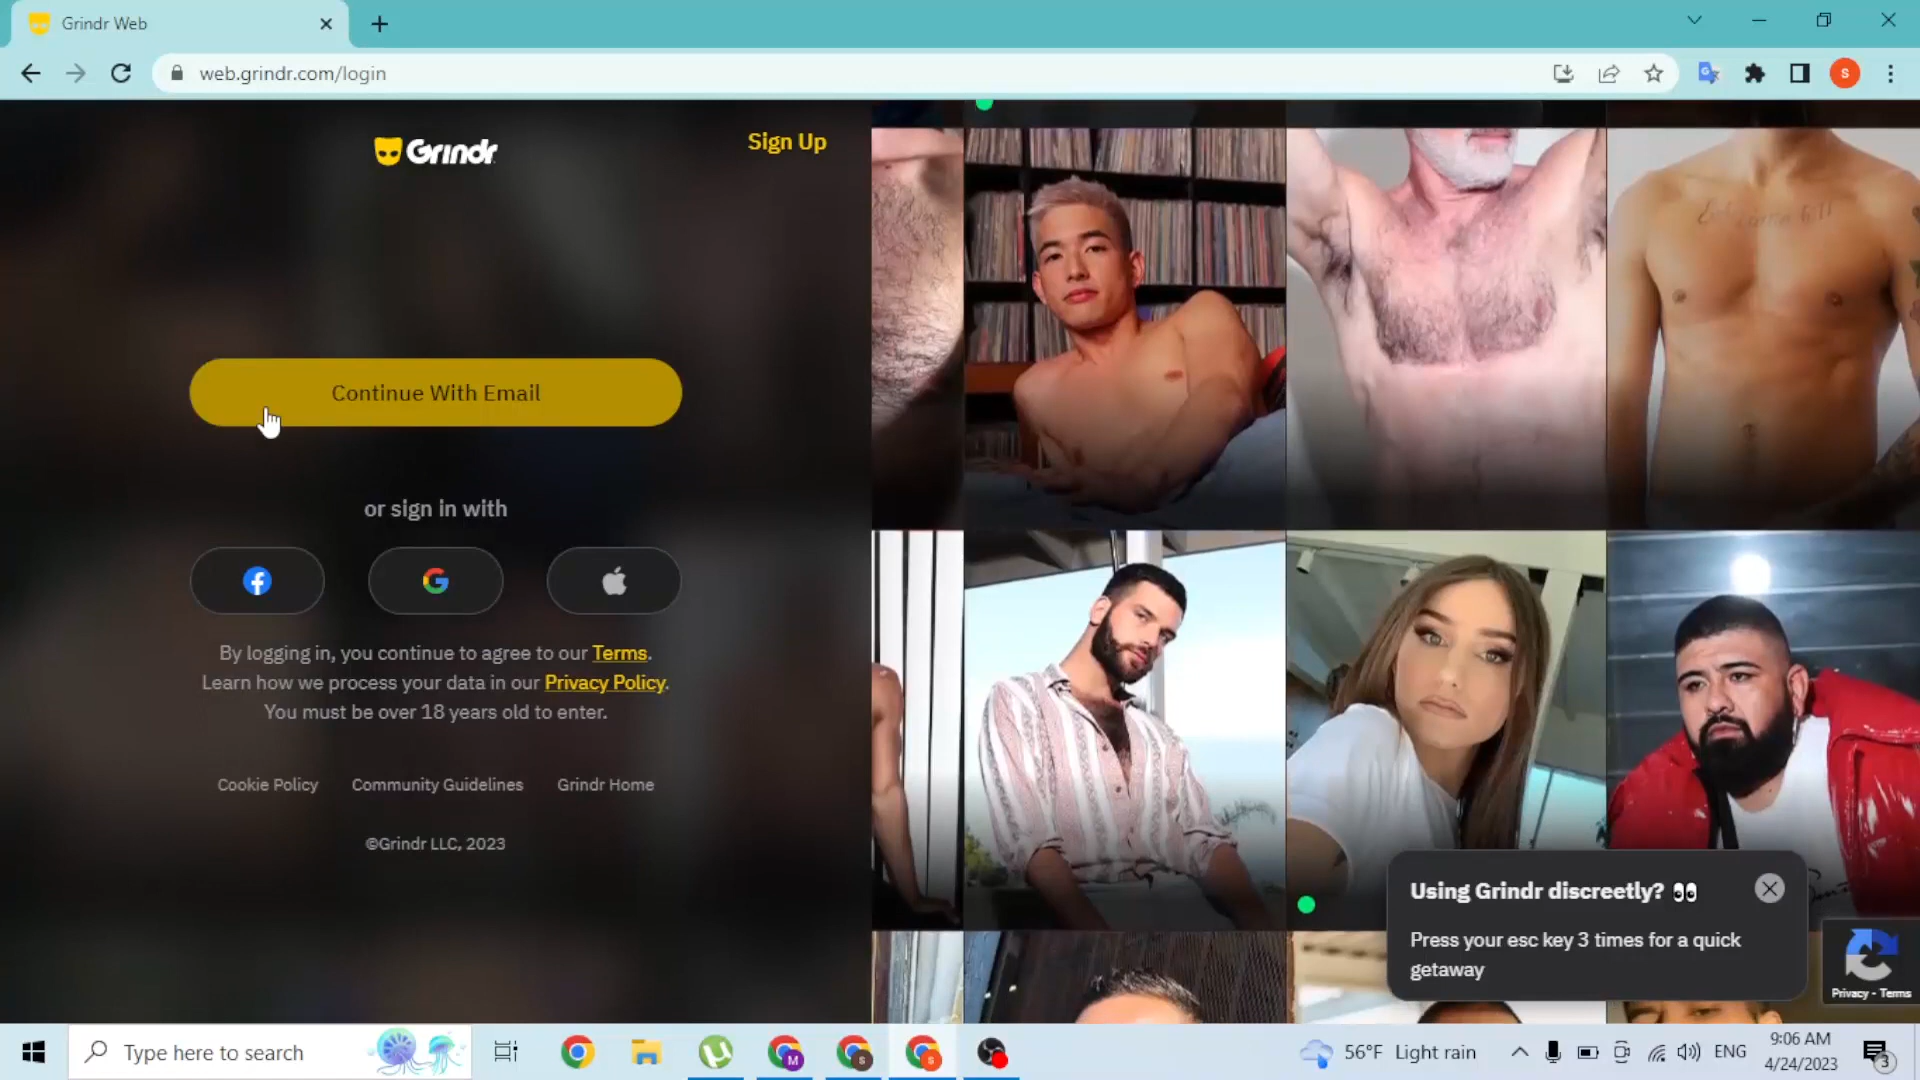 Grindr Web
web.grindr.com/login
S
Grindr
Sign Up
Continue With Email
or sign in with
By logging in, you continue to agree to our Terms.
Learn how we process your data in our Privacy Policy.
You must be over 18 years old to enter.
Cookie Policy Community Guidelines Grindr Home
©Grindr LLC, 2023
Using Grindr discreetly? 👀
Press your esc key 3 times for a quick
getaway
Privacy - Terms
Type here to search
M
S
S
56°F Light rain
ENG
9:06 AM
4/24/2023
3